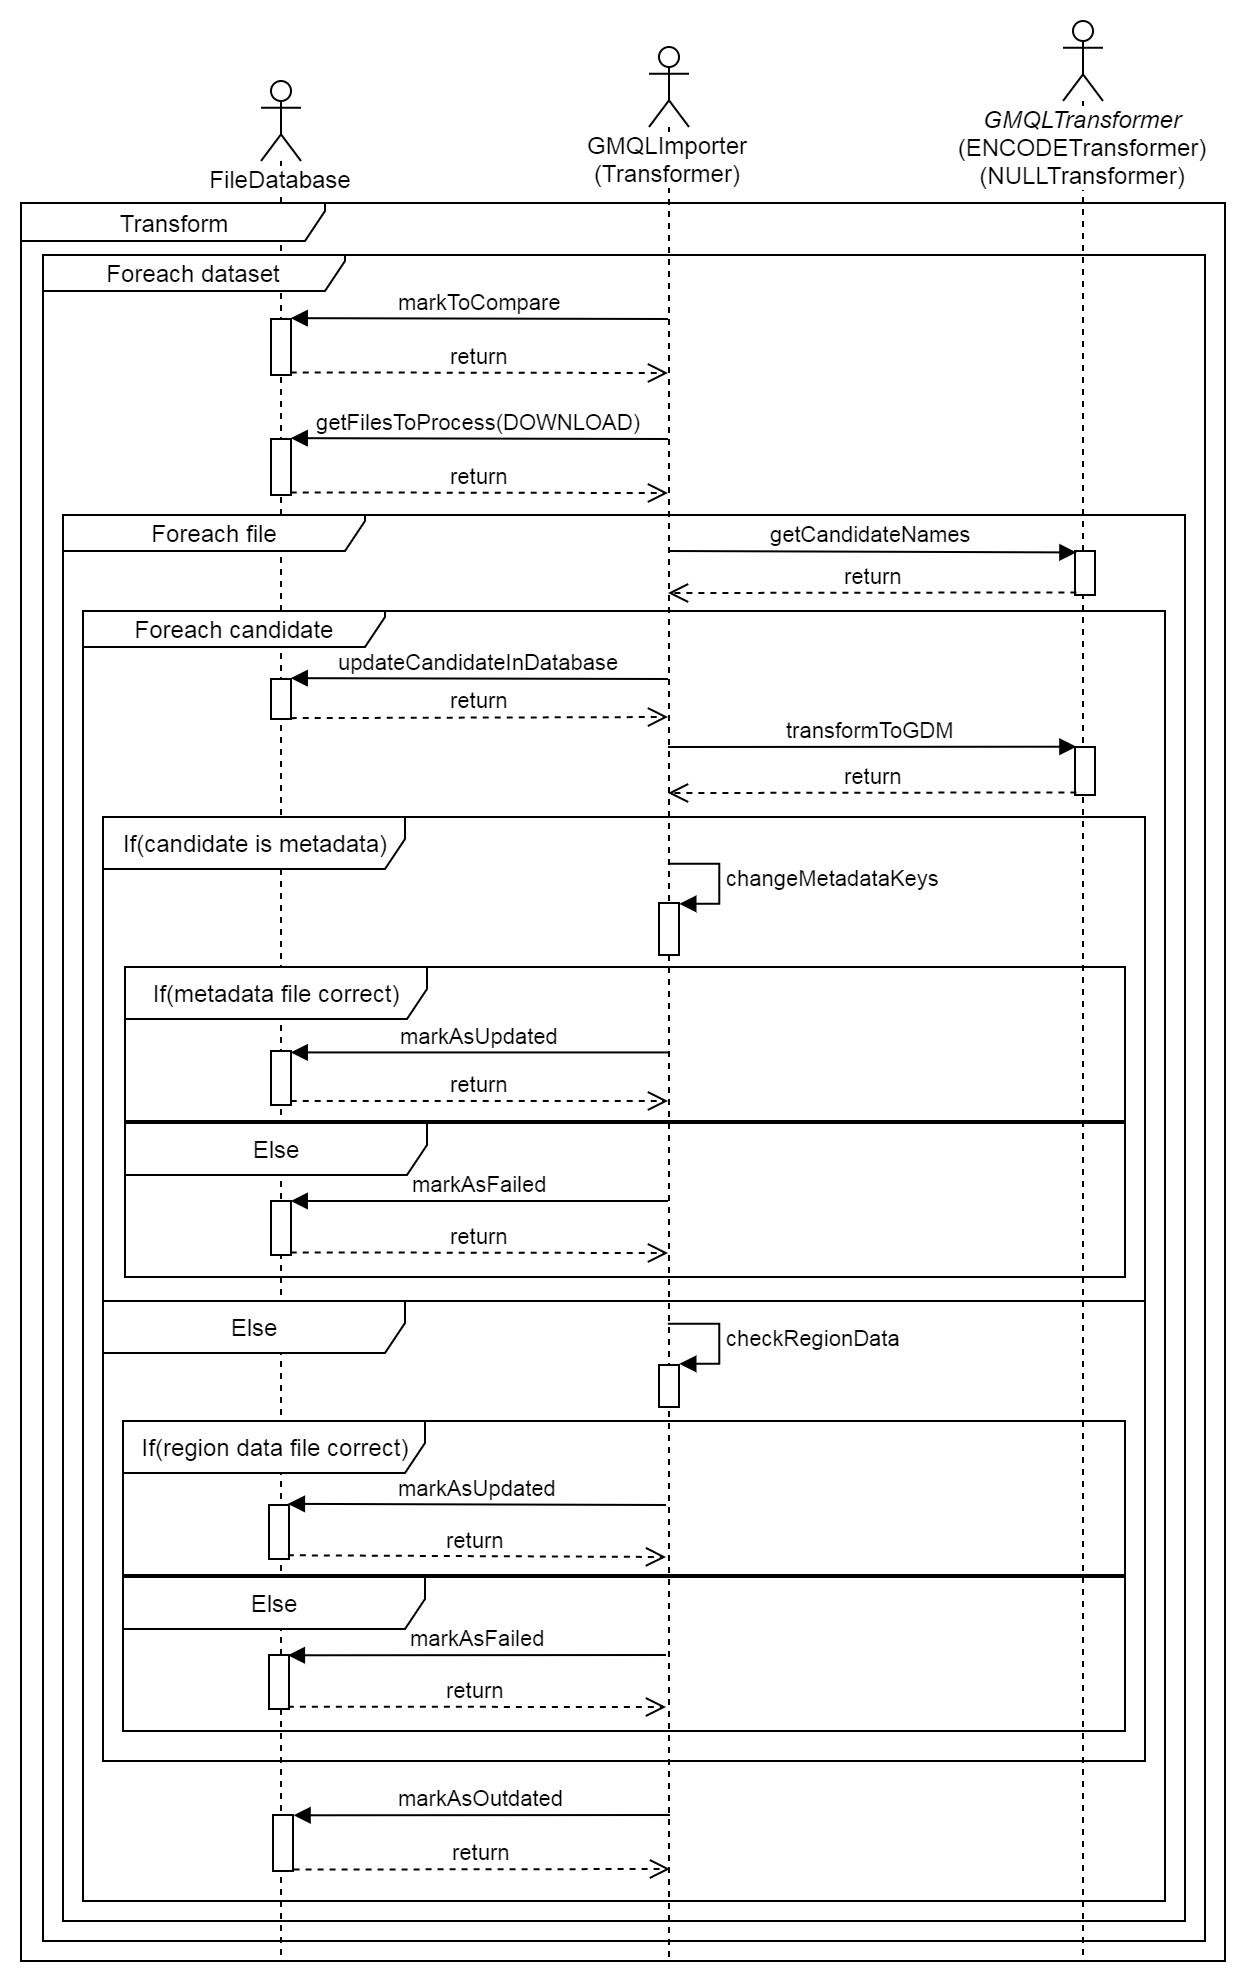 GMQLTransformer
(ENCODETransformer)
(NULLTransformer)
GMQLImporter
(Transformer)
FileDatabase
Transform
Foreach dataset
markToCompare
return
getFilesToProcess(DOWNLOAD)
return
Foreach file
getCandidateNames
return
Foreach candidate
updateCandidateInDatabase
return
transformToGDM
return
If(candidate is metadata)
changeMetadataKeys
If(metadata file correct)
markAsUpdated
return
Else
markAsFailed
return
Else
checkRegionData
If(region data file correct)
markAsUpdated
return
Else
markAsFailed
return
markAsOutdated
return